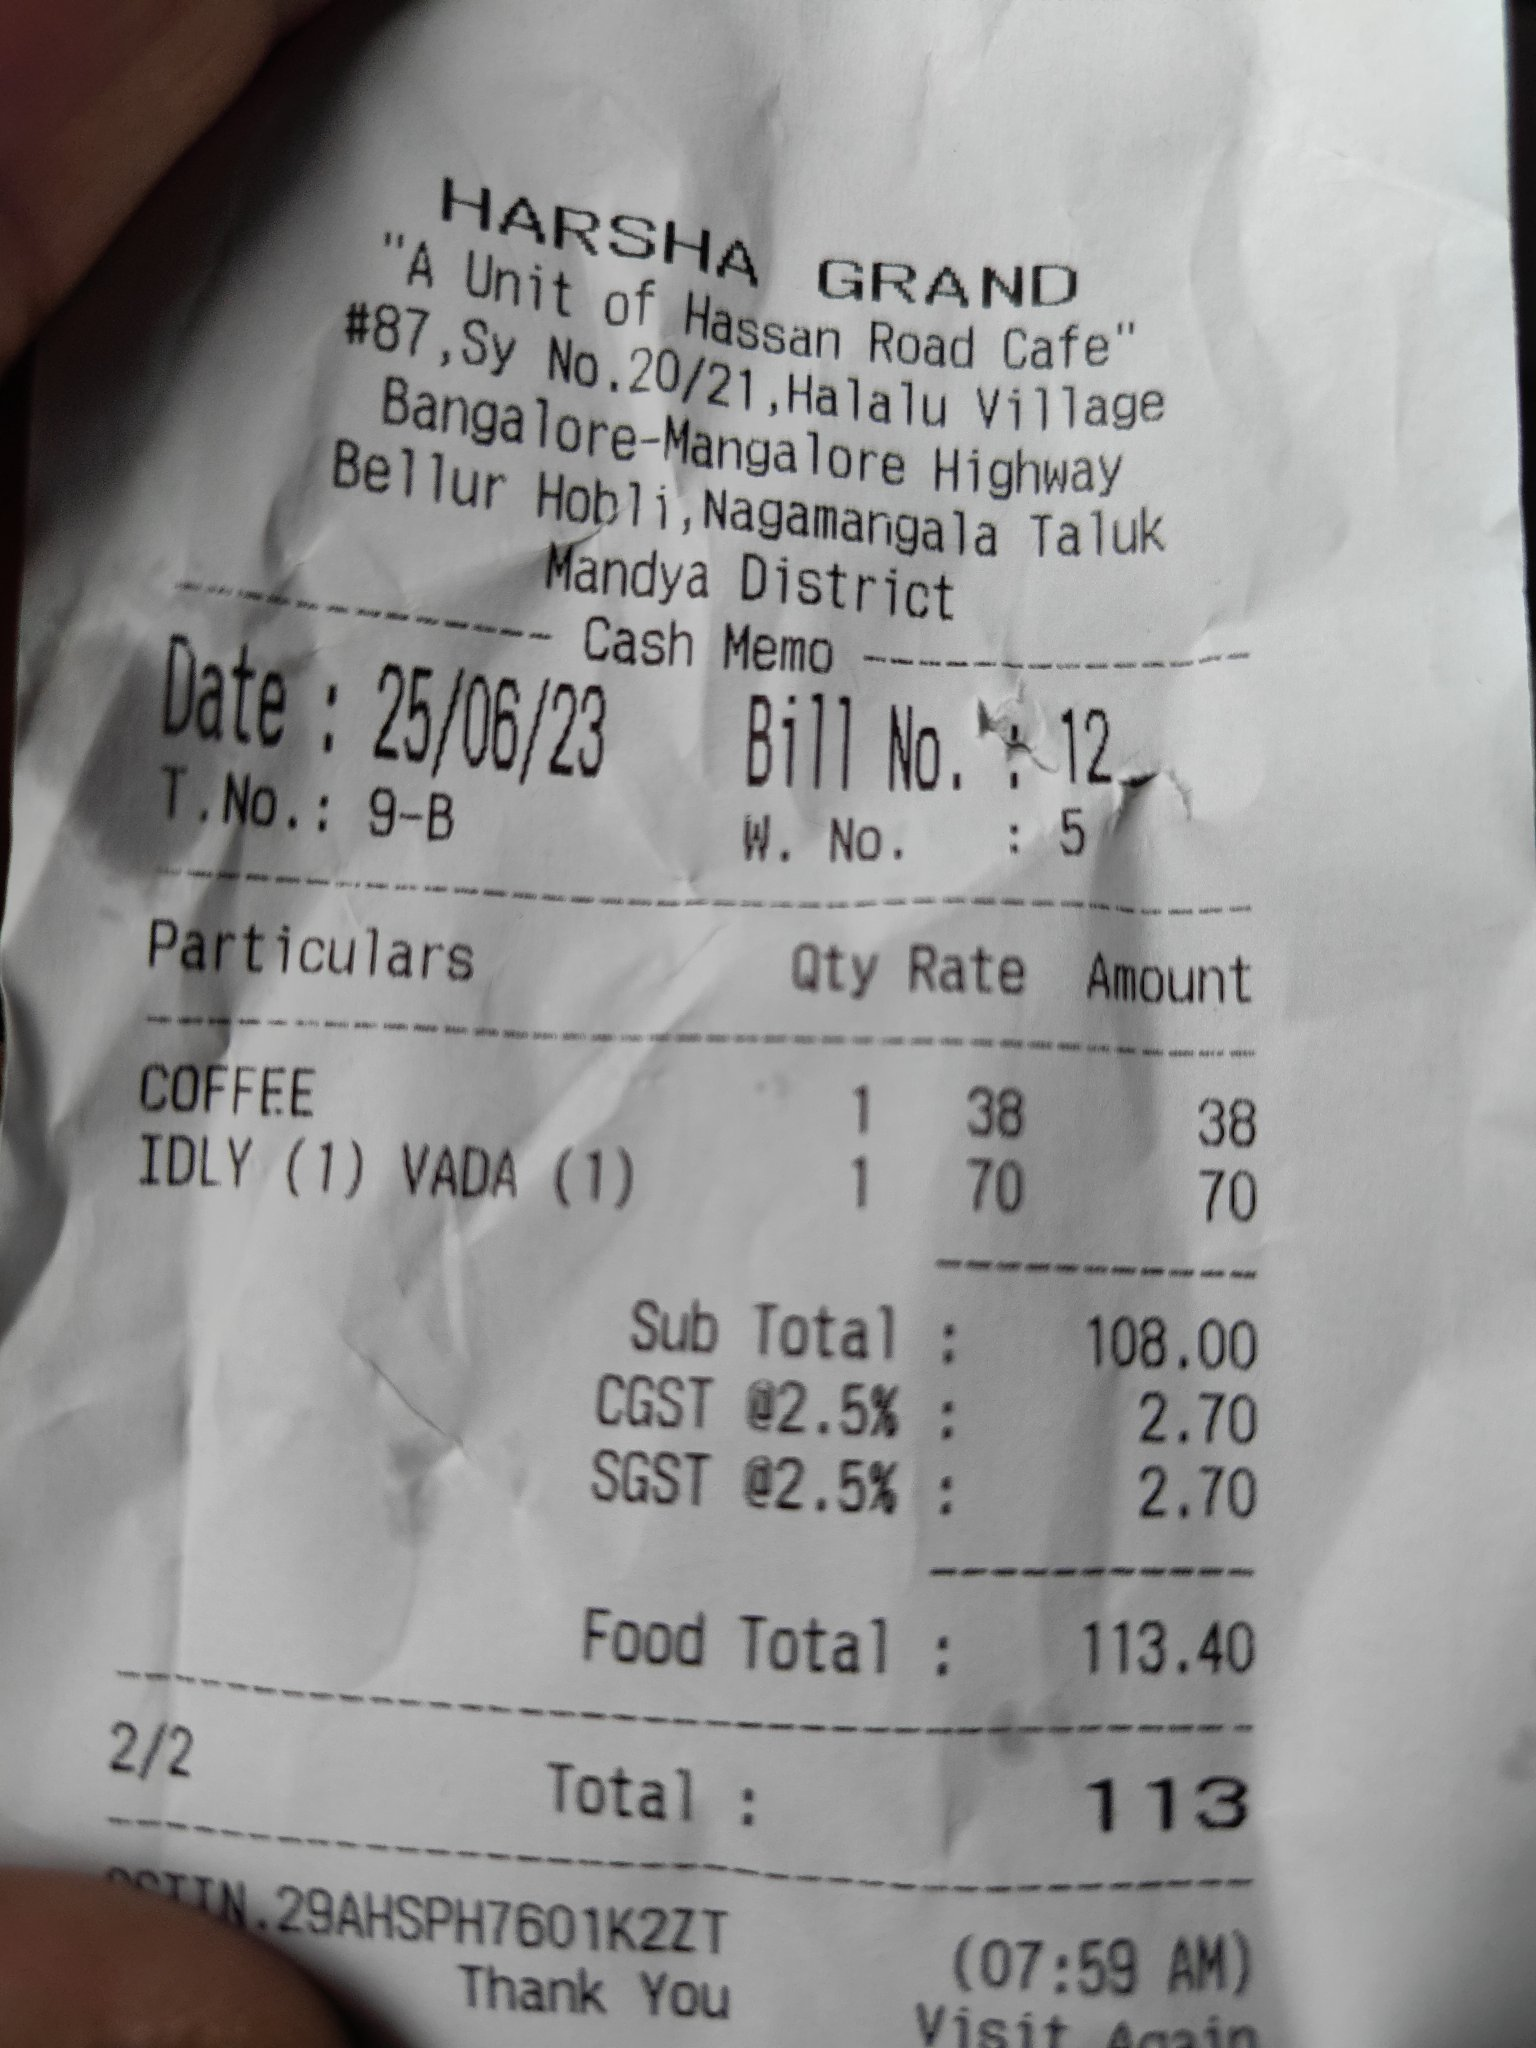 HARSHA GRAND
"A Unit of Hassan Road Cafe"
#87,Sy No.20/21,Halalu Village
Bangalore-Mangalore Highway
Bellur Hobli,Nagamangala Taluk
Mandya District
Cash Memo
Date : 25/06/23 Bill No. : 12
T.No.: 9-B W. No. : 5
Particulars Qty Rate Amount
COFFEE 1 38 38
IDLY (1) VADA (1) 1 70 70
Sub Total : 108.00
CGST @2.5% : 2.70
SGST @2.5% : 2.70
Food Total : 113.40
2/2 Total : 113
GSTIN.29AHSPH7601K2ZT (07:59 AM)
Thank You Visit Again